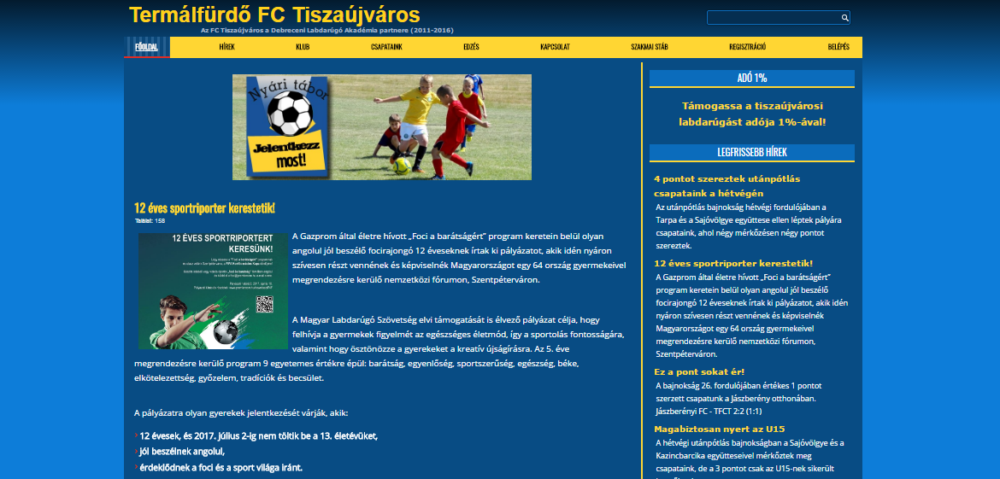 Termálfürdő FC Tiszaújváros
Az FC Tiszaújváros a Debreceni Labdarúgó Akadémia partnere (2011-2016)
FŐOLDAL HÍREK KLUB CSAPATAINK EDZÉS KAPCSOLAT SZAKMAI STÁB REGISZTRÁCIÓ BELÉPÉS
Nyári tábor
Jelentkezz
most!
12 éves sportriporter kerestetik!
Találat: 158
12 ÉVES SPORTRIPORTERT
KERESÜNK!
A Gazprom által életre hívott „Foci a barátságért” program keretein belül olyan
angolul jól beszélő focirajongó 12 éveseknek írtak ki pályázatot, akik idén nyáron
szívesen részt vennének és képviselnék Magyarországot egy 64 ország gyermekeivel
megrendezésre kerülő nemzetközi fórumon, Szentpéterváron.
A Magyar Labdarúgó Szövetség elvi támogatását is élvező pályázat célja, hogy
felhívja a gyermekek figyelmét az egészséges életmód, így a sportolás fontosságára,
valamint hogy ösztönözze a gyerekeket a kreatív újságírásra. Az 5. éve
megrendezésre kerülő program 9 egyetemes értékre épül: barátság, egyenlőség, sportszerűség, egészség, béke,
elkötelezettség, győzelem, tradíciók és becsület.
A pályázatra olyan gyerekek jelentkezését várják, akik:
12 évesek, és 2017. július 2-ig nem töltik be a 13. életévüket,
jól beszélnek angolul,
érdeklődnek a foci és a sport világa iránt.
ADÓ 1%
Támogassa a tiszaújvárosi
labdarúgást adója 1%-ával!
LEGFRISSEBB HÍREK
4 pontot szereztek utánpótlás
csapataink a hétvégén
Az utánpótlás bajnokság hétvégi fordulójában a
Tarpa és a Sajóvölgye együttese ellen léptek pályára
csapataink, ahol négy mérkőzésen négy pontot
szereztek.
12 éves sportriporter kerestetik!
A Gazprom által életre hívott „Foci a barátságért”
program keretein belül olyan angolul jól beszélő
focirajongó 12 éveseknek írtak ki pályázatot, akik idén
nyáron szívesen részt vennének és képviselnék
Magyarországot egy 64 ország gyermekeivel
megrendezésre kerülő nemzetközi fórumon,
Szentpéterváron.
Ez a pont sokat ér!
A bajnokság 26. fordulójában értékes 1 pontot
szerzett csapatunk a Jászberény otthonában.
Jászberényi FC - TFCT 2:2 (1:1)
Magabiztosan nyert az U15
A hétvégi utánpótlás bajnokságban a Sajóvölgye és a
Kazincbarcika együtteseivel mérkőztek meg
csapataink, de a 3 pontot csak az U15-nek sikerült